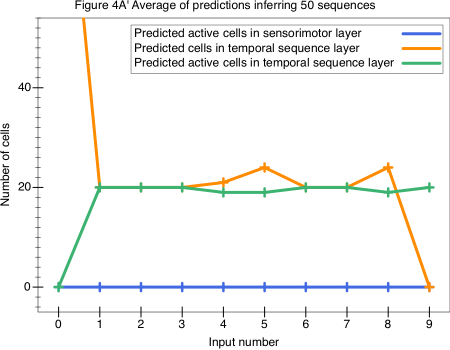 Figure 4A' Average of predictions inferring 50 sequences
Predicted active cells in sensorimotor layer
Predicted cells in temporal sequence layer
Predicted active cells in temporal sequence layer
Number of cells
40
20
0
0 1 2 3 4 5 6 7 8 9
Input number